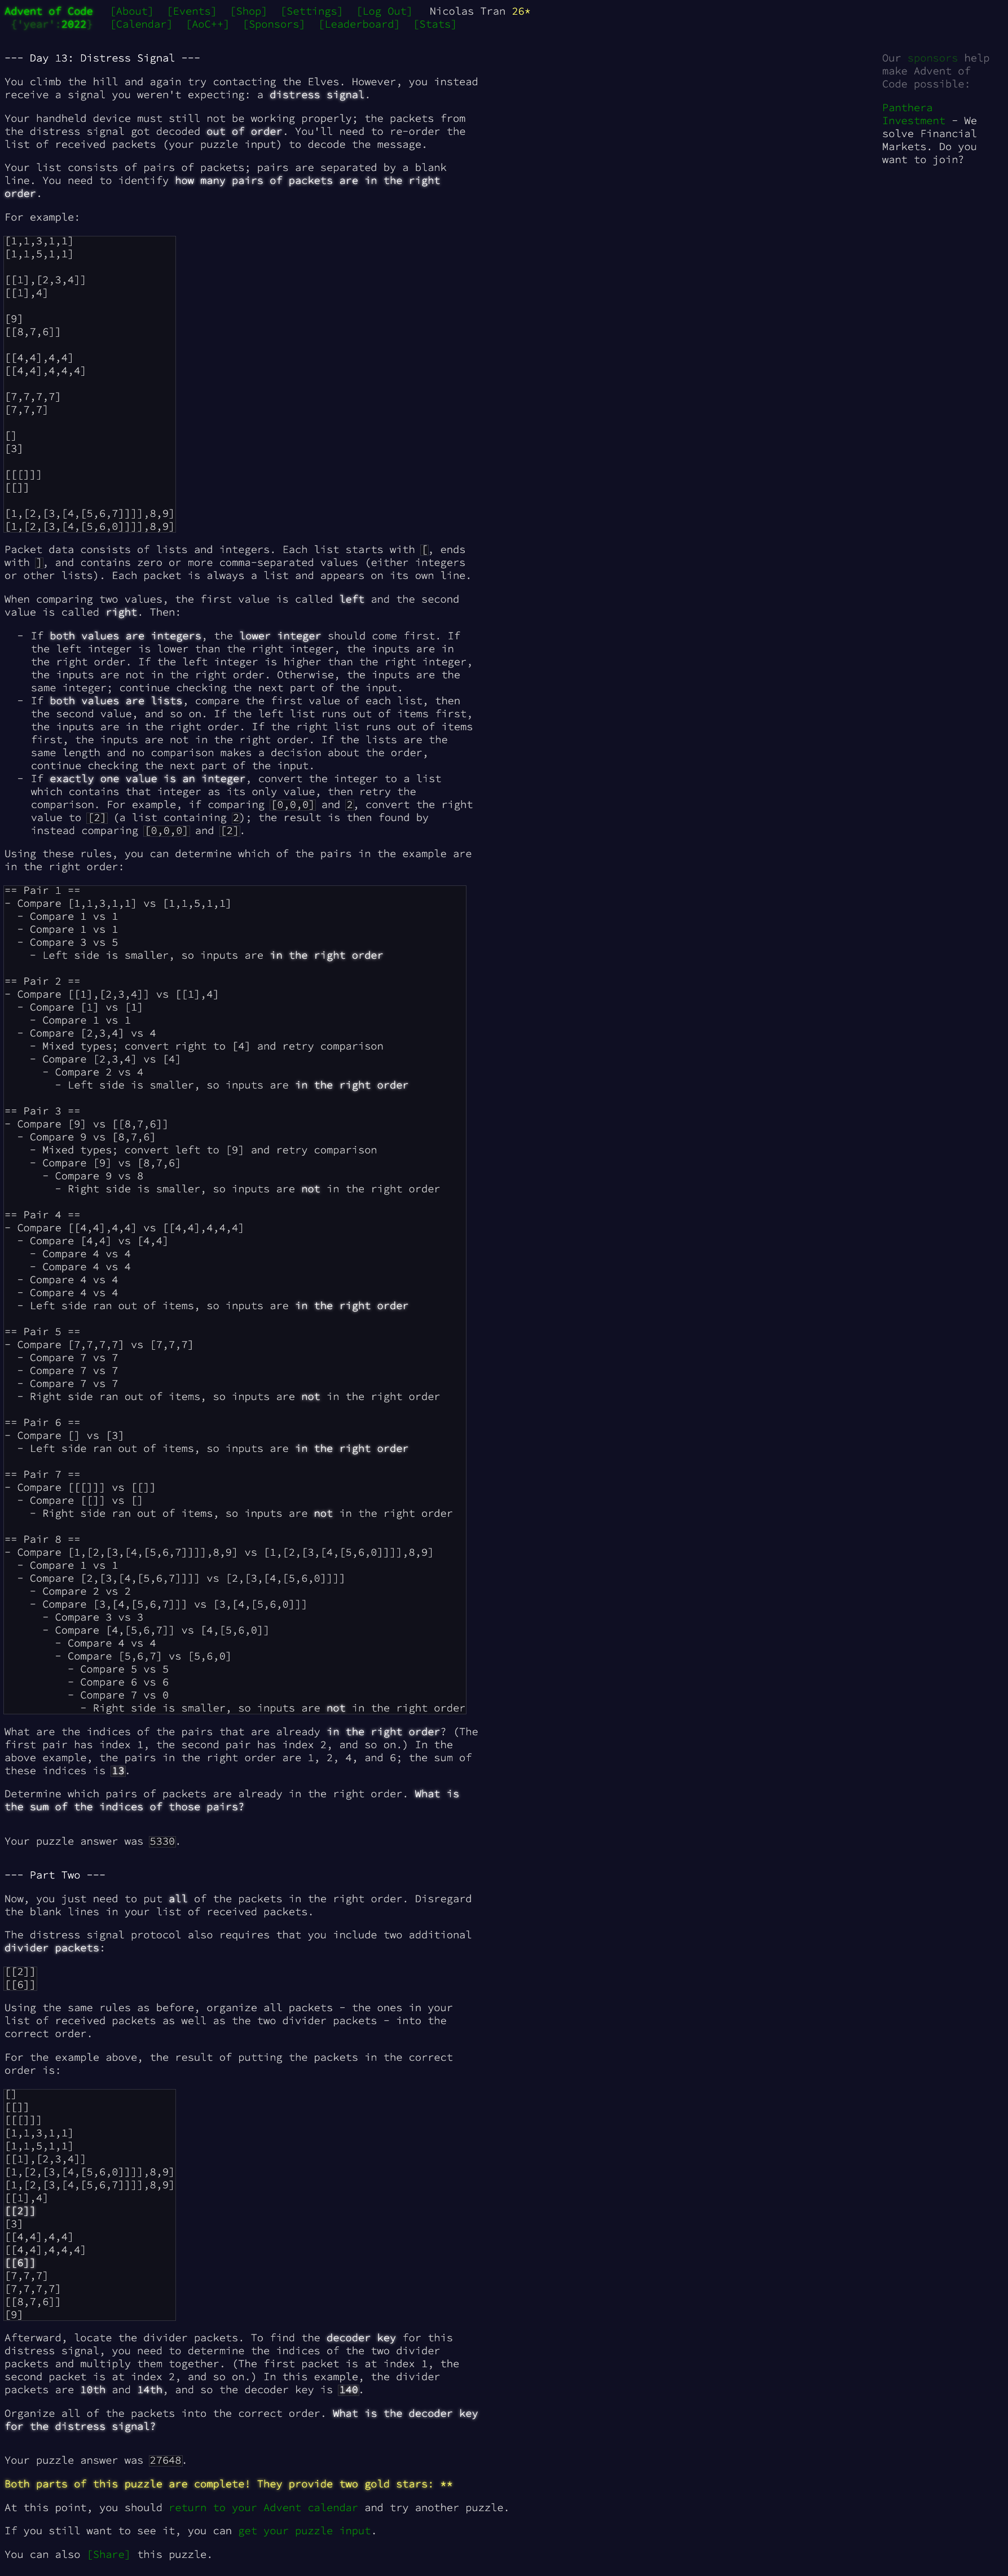 Advent of Code [About] [Events] [Shop] [Settings] [Log Out] Nicolas Tran 26*
{'year':2022} [Calendar] [AoC++] [Sponsors] [Leaderboard] [Stats]
Our sponsors help
make Advent of
Code possible:
Panthera
Investment - We
solve Financial
Markets. Do you
want to join?
--- Day 13: Distress Signal ---
You climb the hill and again try contacting the Elves. However, you instead
receive a signal you weren't expecting: a distress signal.
Your handheld device must still not be working properly; the packets from
the distress signal got decoded out of order. You'll need to re-order the
list of received packets (your puzzle input) to decode the message.
Your list consists of pairs of packets; pairs are separated by a blank
line. You need to identify how many pairs of packets are in the right
order.
For example:
[1,1,3,1,1]
[1,1,5,1,1]
[[1],[2,3,4]]
[[1],4]
[9]
[[8,7,6]]
[[4,4],4,4]
[[4,4],4,4,4]
[7,7,7,7]
[7,7,7]
[]
[3]
[[[]]]
[[]]
[1,[2,[3,[4,[5,6,7]]]],8,9]
[1,[2,[3,[4,[5,6,0]]]],8,9]
Packet data consists of lists and integers. Each list starts with [, ends
with ], and contains zero or more comma-separated values (either integers
or other lists). Each packet is always a list and appears on its own line.
When comparing two values, the first value is called left and the second
value is called right. Then:
- If both values are integers, the lower integer should come first. If
the left integer is lower than the right integer, the inputs are in
the right order. If the left integer is higher than the right integer,
the inputs are not in the right order. Otherwise, the inputs are the
same integer; continue checking the next part of the input.
- If both values are lists, compare the first value of each list, then
the second value, and so on. If the left list runs out of items first,
the inputs are in the right order. If the right list runs out of items
first, the inputs are not in the right order. If the lists are the
same length and no comparison makes a decision about the order,
continue checking the next part of the input.
- If exactly one value is an integer, convert the integer to a list
which contains that integer as its only value, then retry the
comparison. For example, if comparing [0,0,0] and 2, convert the right
value to [2] (a list containing 2); the result is then found by
instead comparing [0,0,0] and [2].
Using these rules, you can determine which of the pairs in the example are
in the right order:
== Pair 1 ==
- Compare [1,1,3,1,1] vs [1,1,5,1,1]
- Compare 1 vs 1
- Compare 1 vs 1
- Compare 3 vs 5
- Left side is smaller, so inputs are in the right order
== Pair 2 ==
- Compare [[1],[2,3,4]] vs [[1],4]
- Compare [1] vs [1]
- Compare 1 vs 1
- Compare [2,3,4] vs 4
- Mixed types; convert right to [4] and retry comparison
- Compare [2,3,4] vs [4]
- Compare 2 vs 4
- Left side is smaller, so inputs are in the right order
== Pair 3 ==
- Compare [9] vs [[8,7,6]]
- Compare 9 vs [8,7,6]
- Mixed types; convert left to [9] and retry comparison
- Compare [9] vs [8,7,6]
- Compare 9 vs 8
- Right side is smaller, so inputs are not in the right order
== Pair 4 ==
- Compare [[4,4],4,4] vs [[4,4],4,4,4]
- Compare [4,4] vs [4,4]
- Compare 4 vs 4
- Compare 4 vs 4
- Compare 4 vs 4
- Compare 4 vs 4
- Left side ran out of items, so inputs are in the right order
== Pair 5 ==
- Compare [7,7,7,7] vs [7,7,7]
- Compare 7 vs 7
- Compare 7 vs 7
- Compare 7 vs 7
- Right side ran out of items, so inputs are not in the right order
== Pair 6 ==
- Compare [] vs [3]
- Left side ran out of items, so inputs are in the right order
== Pair 7 ==
- Compare [[[]]] vs [[]]
- Compare [[]] vs []
- Right side ran out of items, so inputs are not in the right order
== Pair 8 ==
- Compare [1,[2,[3,[4,[5,6,7]]]],8,9] vs [1,[2,[3,[4,[5,6,0]]]],8,9]
- Compare 1 vs 1
- Compare [2,[3,[4,[5,6,7]]]] vs [2,[3,[4,[5,6,0]]]]
- Compare 2 vs 2
- Compare [3,[4,[5,6,7]]] vs [3,[4,[5,6,0]]]
- Compare 3 vs 3
- Compare [4,[5,6,7]] vs [4,[5,6,0]]
- Compare 4 vs 4
- Compare [5,6,7] vs [5,6,0]
- Compare 5 vs 5
- Compare 6 vs 6
- Compare 7 vs 0
- Right side is smaller, so inputs are not in the right order
What are the indices of the pairs that are already in the right order? (The
first pair has index 1, the second pair has index 2, and so on.) In the
above example, the pairs in the right order are 1, 2, 4, and 6; the sum of
these indices is 13.
Determine which pairs of packets are already in the right order. What is
the sum of the indices of those pairs?
Your puzzle answer was 5330.
--- Part Two ---
Now, you just need to put all of the packets in the right order. Disregard
the blank lines in your list of received packets.
The distress signal protocol also requires that you include two additional
divider packets:
[[2]]
[[6]]
Using the same rules as before, organize all packets - the ones in your
list of received packets as well as the two divider packets - into the
correct order.
For the example above, the result of putting the packets in the correct
order is:
[]
[[]]
[[[]]]
[1,1,3,1,1]
[1,1,5,1,1]
[[1],[2,3,4]]
[1,[2,[3,[4,[5,6,0]]]],8,9]
[1,[2,[3,[4,[5,6,7]]]],8,9]
[[1],4]
[[2]]
[3]
[[4,4],4,4]
[[4,4],4,4,4]
[[6]]
[7,7,7]
[7,7,7,7]
[[8,7,6]]
[9]
Afterward, locate the divider packets. To find the decoder key for this
distress signal, you need to determine the indices of the two divider
packets and multiply them together. (The first packet is at index 1, the
second packet is at index 2, and so on.) In this example, the divider
packets are 10th and 14th, and so the decoder key is 140.
Organize all of the packets into the correct order. What is the decoder key
for the distress signal?
Your puzzle answer was 27648.
Both parts of this puzzle are complete! They provide two gold stars: **
At this point, you should return to your Advent calendar and try another puzzle.
If you still want to see it, you can get your puzzle input.
You can also [Share] this puzzle.